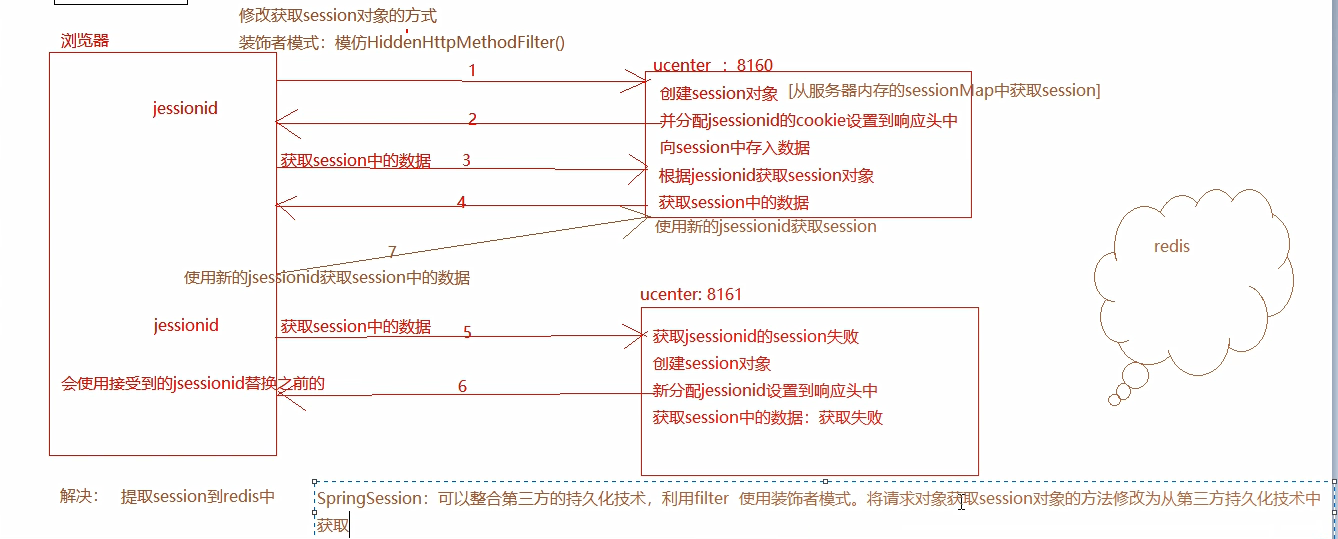 修改获取session对象的方式
装饰者模式：模仿HiddenHttpMethodFilter()
浏览器
1
ucenter ：8160
jessionid
创建session对象 [从服务器内存的sessionMap中获取session]
2
并分配jsessionid的cookie设置到响应头中
向session中存入数据
获取session中的数据 3
根据jessionid获取session对象
4
获取session中的数据
使用新的jsessionid获取session
7
redis
使用新的jsessionid获取session中的数据
ucenter: 8161
jessionid
获取session中的数据 5
获取jsessionid的session失败
创建session对象
会使用接受到的jsessionid替换之前的
6
新分配jessionid设置到响应头中
获取session中的数据：获取失败
解决： 提取session到redis中
SpringSession：可以整合第三方的持久化技术，利用filter 使用装饰者模式。将请求对象获取session对象的方法修改为从第三方持久化技术中
获取